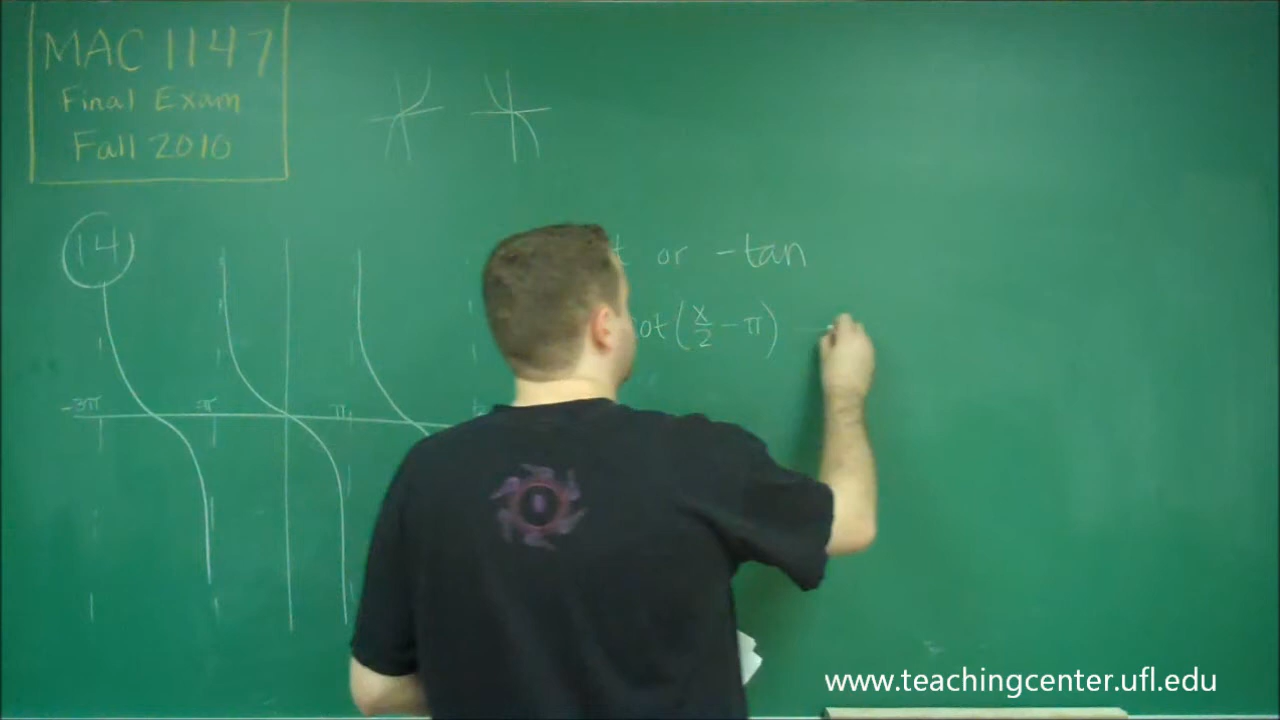 MAC 1147
Final Exam
Fall 2010
14
t or -tan
ot(x/2 - π) -
-3π -π π
www.teachingcenter.ufl.edu